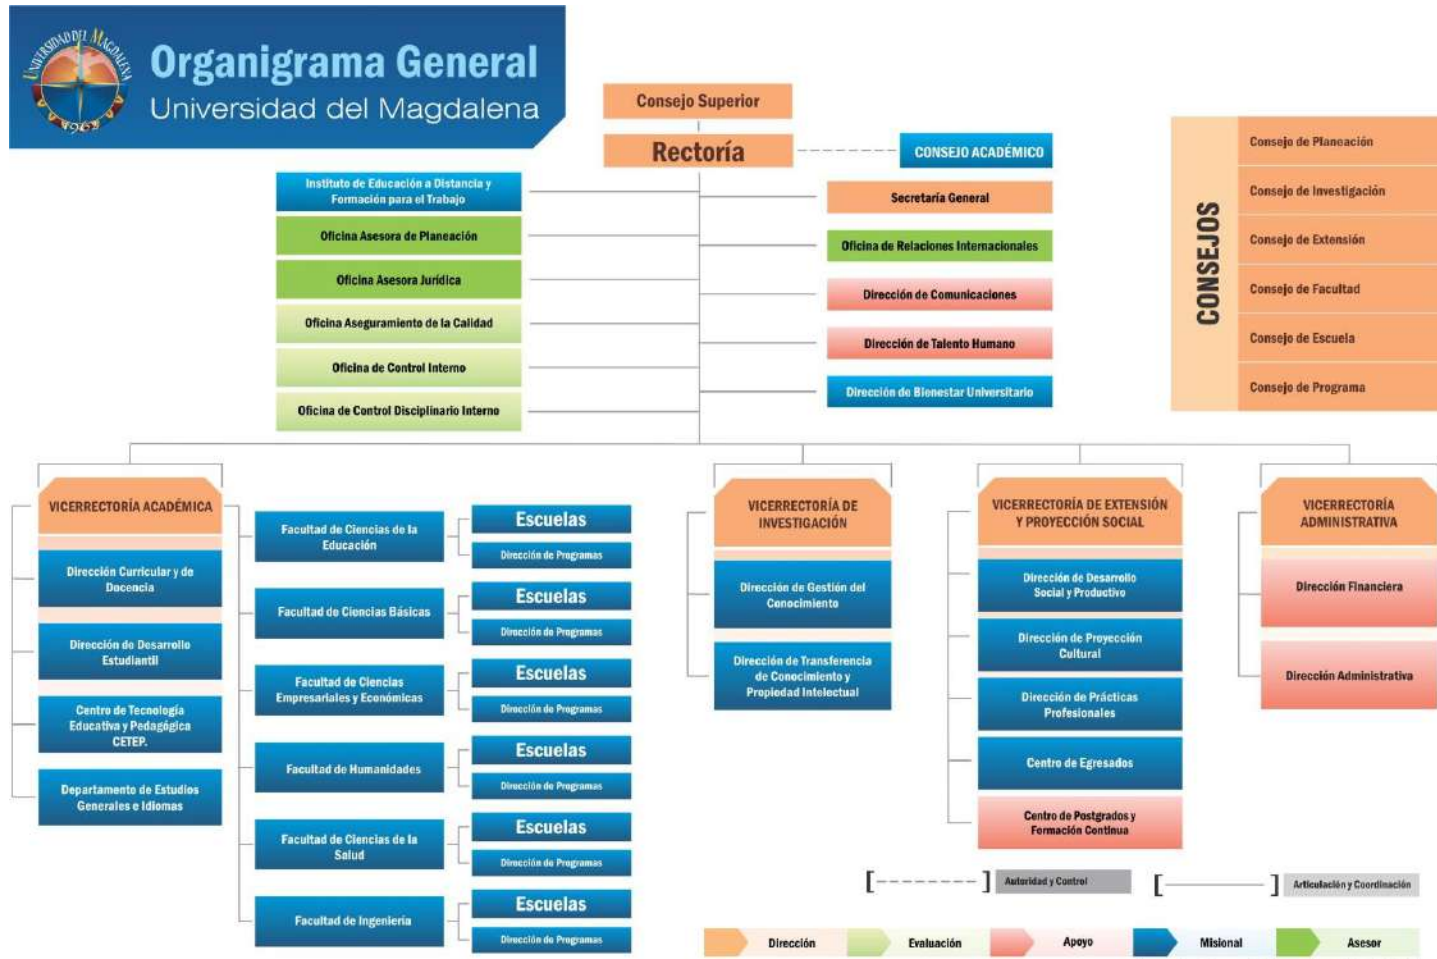 UNIVERSIDAD DEL MAGDALENA
1962
Organigrama General
Universidad del Magdalena
Consejo Superior
Rectoría
CONSEJO ACADÉMICO
Instituto de Educación a Distancia y
Formación para el Trabajo
Oficina Asesora de Planeación
Oficina Asesora Jurídica
Oficina Aseguramiento de la Calidad
Oficina de Control Interno
Oficina de Control Disciplinario Interno
Secretaría General
Oficina de Relaciones Internacionales
Dirección de Comunicaciones
Dirección de Talento Humano
Dirección de Bienestar Universitario
CONSEJOS
Consejo de Planeación
Consejo de Investigación
Consejo de Extensión
Consejo de Facultad
Consejo de Escuela
Consejo de Programa
VICERRECTORÍA ACADÉMICA
Dirección Curricular y de
Docencia
Dirección de Desarrollo
Estudiantil
Centro de Tecnología
Educativa y Pedagógica
CETEP.
Departamento de Estudios
Generales e Idiomas
Facultad de Ciencias de la
Educación
Escuelas
Dirección de Programas
Facultad de Ciencias Básicas
Escuelas
Dirección de Programas
Facultad de Ciencias
Empresariales y Económicas
Escuelas
Dirección de Programas
Facultad de Humanidades
Escuelas
Dirección de Programas
Facultad de Ciencias de la
Salud
Escuelas
Dirección de Programas
Facultad de Ingeniería
Escuelas
Dirección de Programas
VICERRECTORÍA DE
INVESTIGACIÓN
Dirección de Gestión del
Conocimiento
Dirección de Transferencia
de Conocimiento y
Propiedad Intelectual
VICERRECTORÍA DE EXTENSIÓN
Y PROYECCIÓN SOCIAL
Dirección de Desarrollo
Social y Productivo
Dirección de Proyección
Cultural
Dirección de Prácticas
Profesionales
Centro de Egresados
Centro de Postgrados y
Formación Continua
VICERRECTORÍA
ADMINISTRATIVA
Dirección Financiera
Dirección Administrativa
Autoridad y Control
Articulación y Coordinación
Dirección
Evaluación
Apoyo
Misional
Asesor